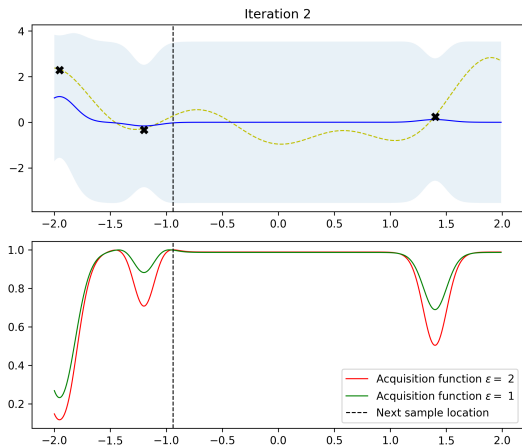 Iteration 2
4
2
0
−2
−2.0 −1.5 −1.0 −0.5 0.0 0.5 1.0 1.5 2.0
1.0
0.8
0.6
0.4
0.2
Acquisition function ε = 2
Acquisition function ε = 1
Next sample location
−2.0 −1.5 −1.0 −0.5 0.0 0.5 1.0 1.5 2.0